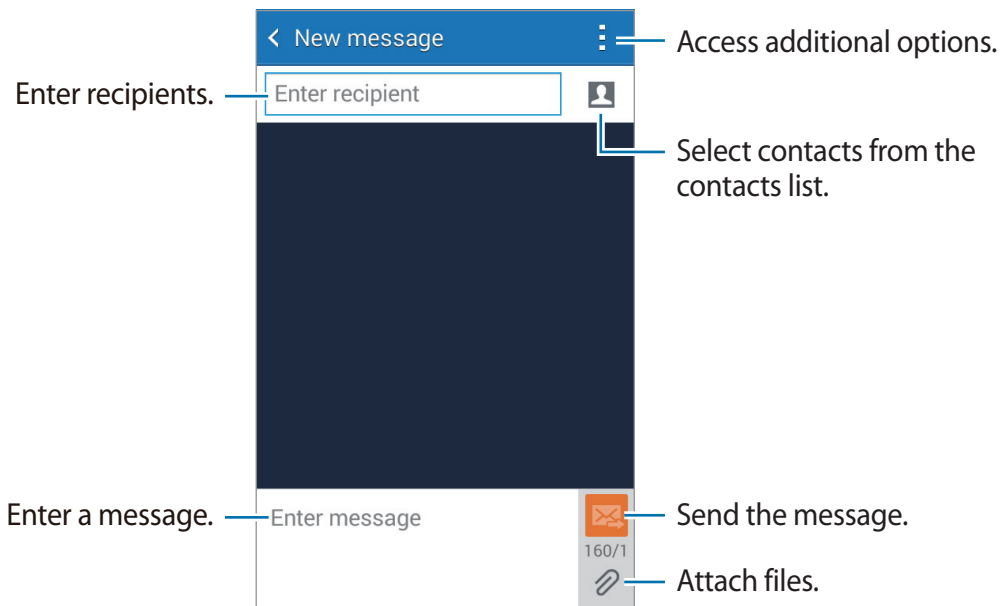 New message
Access additional options.
Enter recipients.
Enter recipient
Select contacts from the
contacts list.
Enter a message.
Enter message
Send the message.
160/1
Attach files.